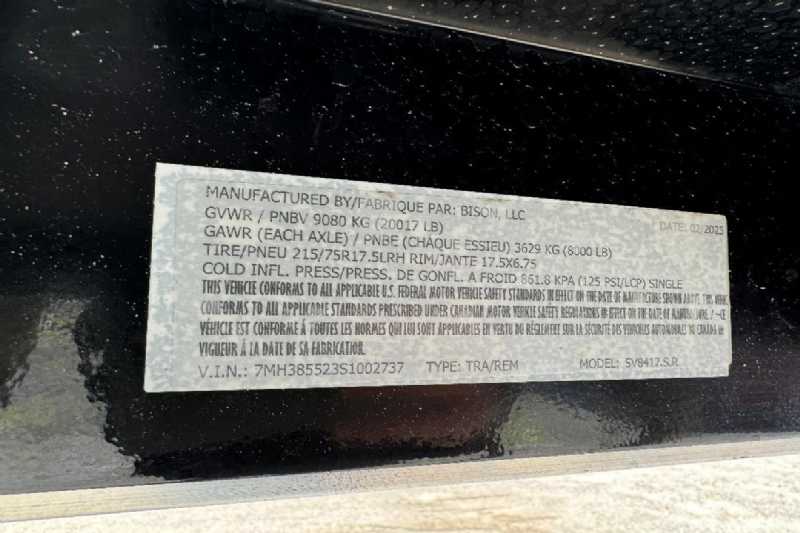 MANUFACTURED BY/FABRIQUE PAR: BISON, LLC
GVWR / PNBV 9080 KG (20017 LB) DATE: 02/2025
GAWR (EACH AXLE) / PNBE (CHAQUE ESSIEU) 3629 KG (8000 LB)
TIRE/PNEU 215/75R17.5LRH RIM/JANTE 17.5X6.75
COLD INFL. PRESS/PRESS. DE GONFL. A FROID 861.8 KPA (125 PSI/LCP) SINGLE
THIS VEHICLE CONFORMS TO ALL APPLICABLE U.S. FEDERAL MOTOR VEHICLE SAFETY STANDARDS IN EFFECT ON THE DATE OF MANUFACTURE SHOWN ABOVE. THIS
CONFORMS TO ALL APPLICABLE STANDARDS PRESCRIBED UNDER CANADIAN MOTOR VEHICLE SAFETY REGULATIONS IN EFFECT ON THE DATE OF
VÉHICLE EST CONFORME À TOUTES LES NORMES QUI LUI SONT APPLICABLES EN VERTU DU RÈGLEMENT SUR LA SÉCURITÉ DES VÉHICULES AUTOMOBILES DU CANADA EN
VIGUEUR À LA DATE DE SA FABRICATION.
V.I.N.: 7MH385523S1002737 TYPE: TRA/REM MODEL: SV8417.S.R